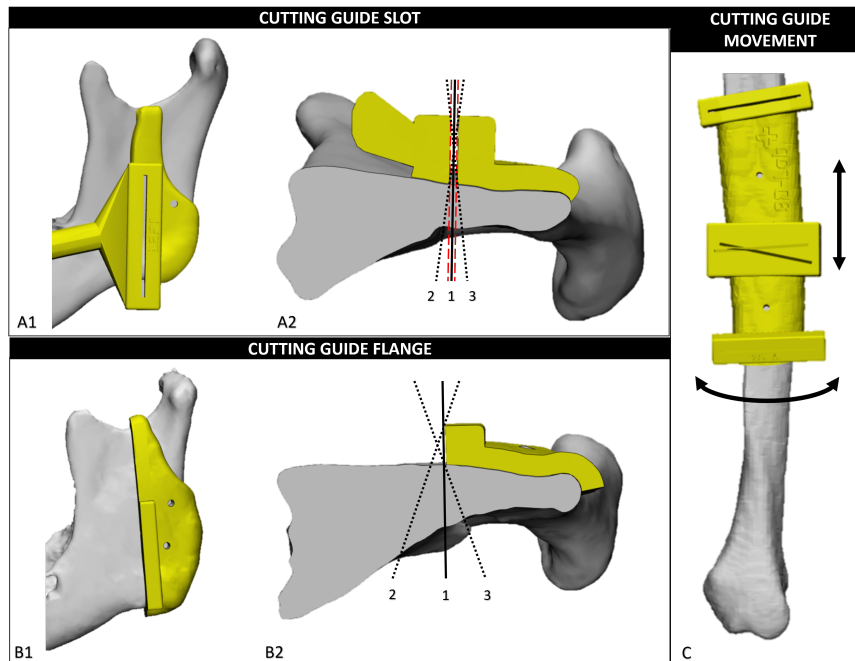 CUTTING GUIDE SLOT
A1
A2
2 1 3
CUTTING GUIDE
MOVEMENT
C
CUTTING GUIDE FLANGE
B1
B2
2 1 3